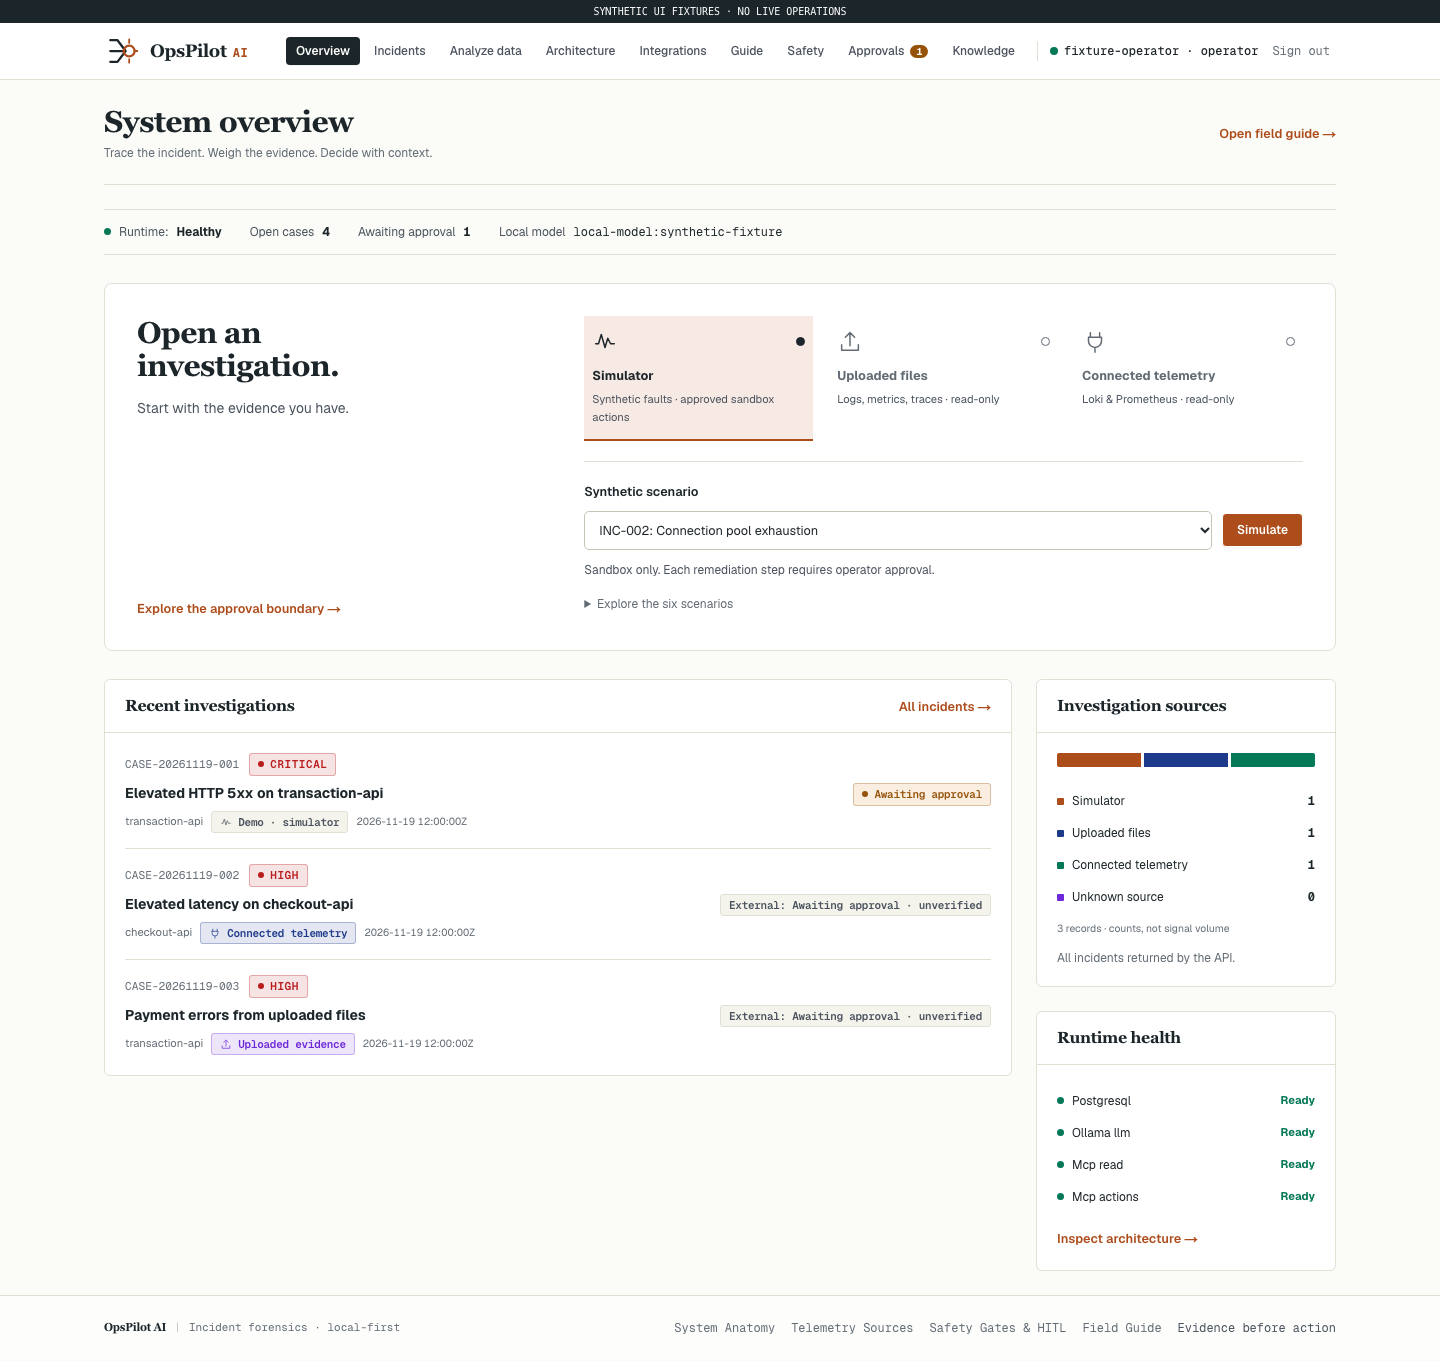 SYNTHETIC UI FIXTURES · NO LIVE OPERATIONS
OpsPilot AI
Overview
Incidents
Analyze data
Architecture
Integrations
Guide
Safety
Approvals 1
Knowledge
fixture-operator · operator
Sign out
System overview
Trace the incident. Weigh the evidence. Decide with context.
Open field guide →
Runtime: Healthy
Open cases 4
Awaiting approval 1
Local model local-model:synthetic-fixture
Open an
investigation.
Start with the evidence you have.
Explore the approval boundary →
Simulator
Synthetic faults · approved sandbox
actions
Uploaded files
Logs, metrics, traces · read-only
Connected telemetry
Loki & Prometheus · read-only
Synthetic scenario
INC-002: Connection pool exhaustion
Simulate
Sandbox only. Each remediation step requires operator approval.
Explore the six scenarios
Recent investigations
All incidents →
CASE-20261119-001 CRITICAL
Elevated HTTP 5xx on transaction-api
Awaiting approval
transaction-api Demo · simulator 2026-11-19 12:00:00Z
CASE-20261119-002 HIGH
Elevated latency on checkout-api
External: Awaiting approval · unverified
checkout-api Connected telemetry 2026-11-19 12:00:00Z
CASE-20261119-003 HIGH
Payment errors from uploaded files
External: Awaiting approval · unverified
transaction-api Uploaded evidence 2026-11-19 12:00:00Z
Investigation sources
Simulator 1
Uploaded files 1
Connected telemetry 1
Unknown source 0
3 records · counts, not signal volume
All incidents returned by the API.
Runtime health
Postgresql Ready
Ollama llm Ready
Mcp read Ready
Mcp actions Ready
Inspect architecture →
OpsPilot AI
Incident forensics · local-first
System Anatomy
Telemetry Sources
Safety Gates & HITL
Field Guide
Evidence before action